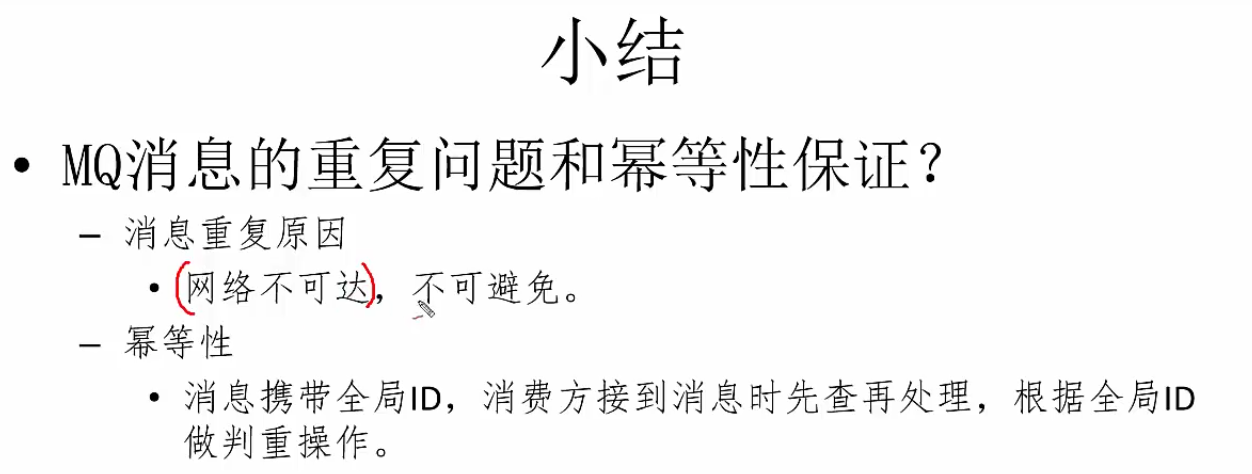 小结
• MQ消息的重复问题和幂等性保证？
– 消息重复原因
• 网络不可达，不可避免。
– 幂等性
• 消息携带全局ID，消费方接到消息时先查再处理，根据全局ID
做判重操作。